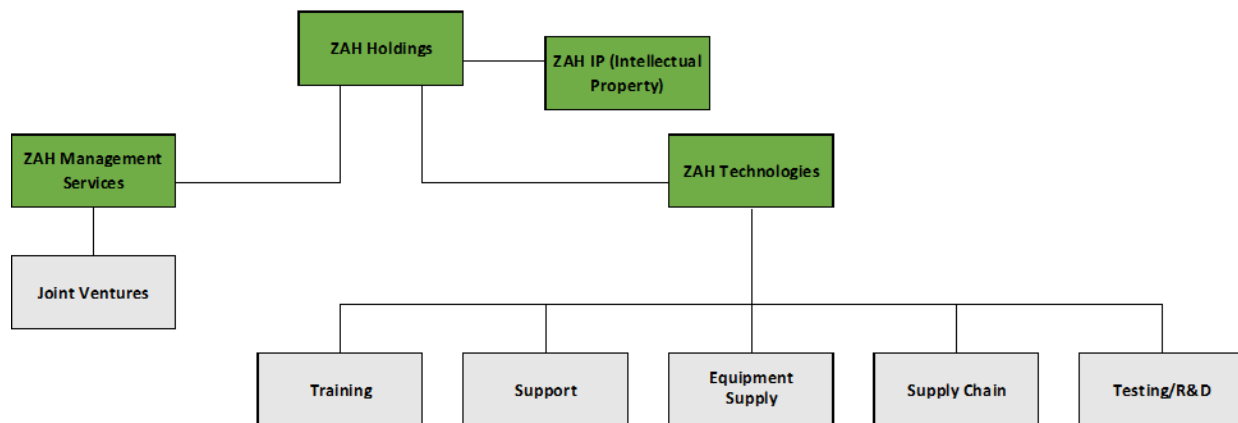 ZAH Holdings
ZAH IP (Intellectual
Property)
ZAH Management
Services
ZAH Technologies
Joint Ventures
Training
Support
Equipment
Supply
Supply Chain
Testing/R&D